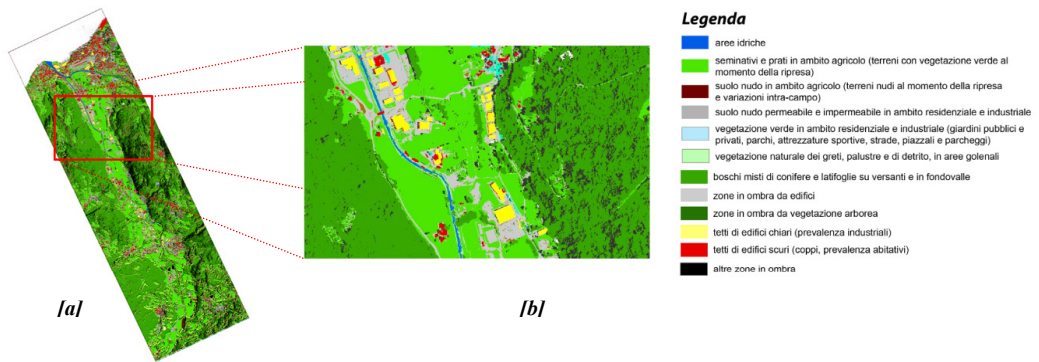 Legenda
aree idriche
seminativi e prati in ambito agricolo (terreni con vegetazione verde al
momento della ripresa)
suolo nudo in ambito agricolo (terreni nudi al momento della ripresa
e variazioni intra-campo)
suolo nudo permeabile e impermeabile in ambito residenziale e industriale
vegetazione verde in ambito residenziale e industriale (giardini pubblici e
privati, parchi, attrezzature sportive, strade, piazzali e parcheggi)
vegetazione naturale dei greti, palustre e di detrito, in aree golenali
boschi misti di conifere e latifoglie su versanti e in fondovalle
zone in ombra da edifici
zone in ombra da vegetazione arborea
tetti di edifici chiari (prevalenza industriali)
tetti di edifici scuri (coppi, prevalenza abitativi)
altre zone in ombra
[a]
[b]